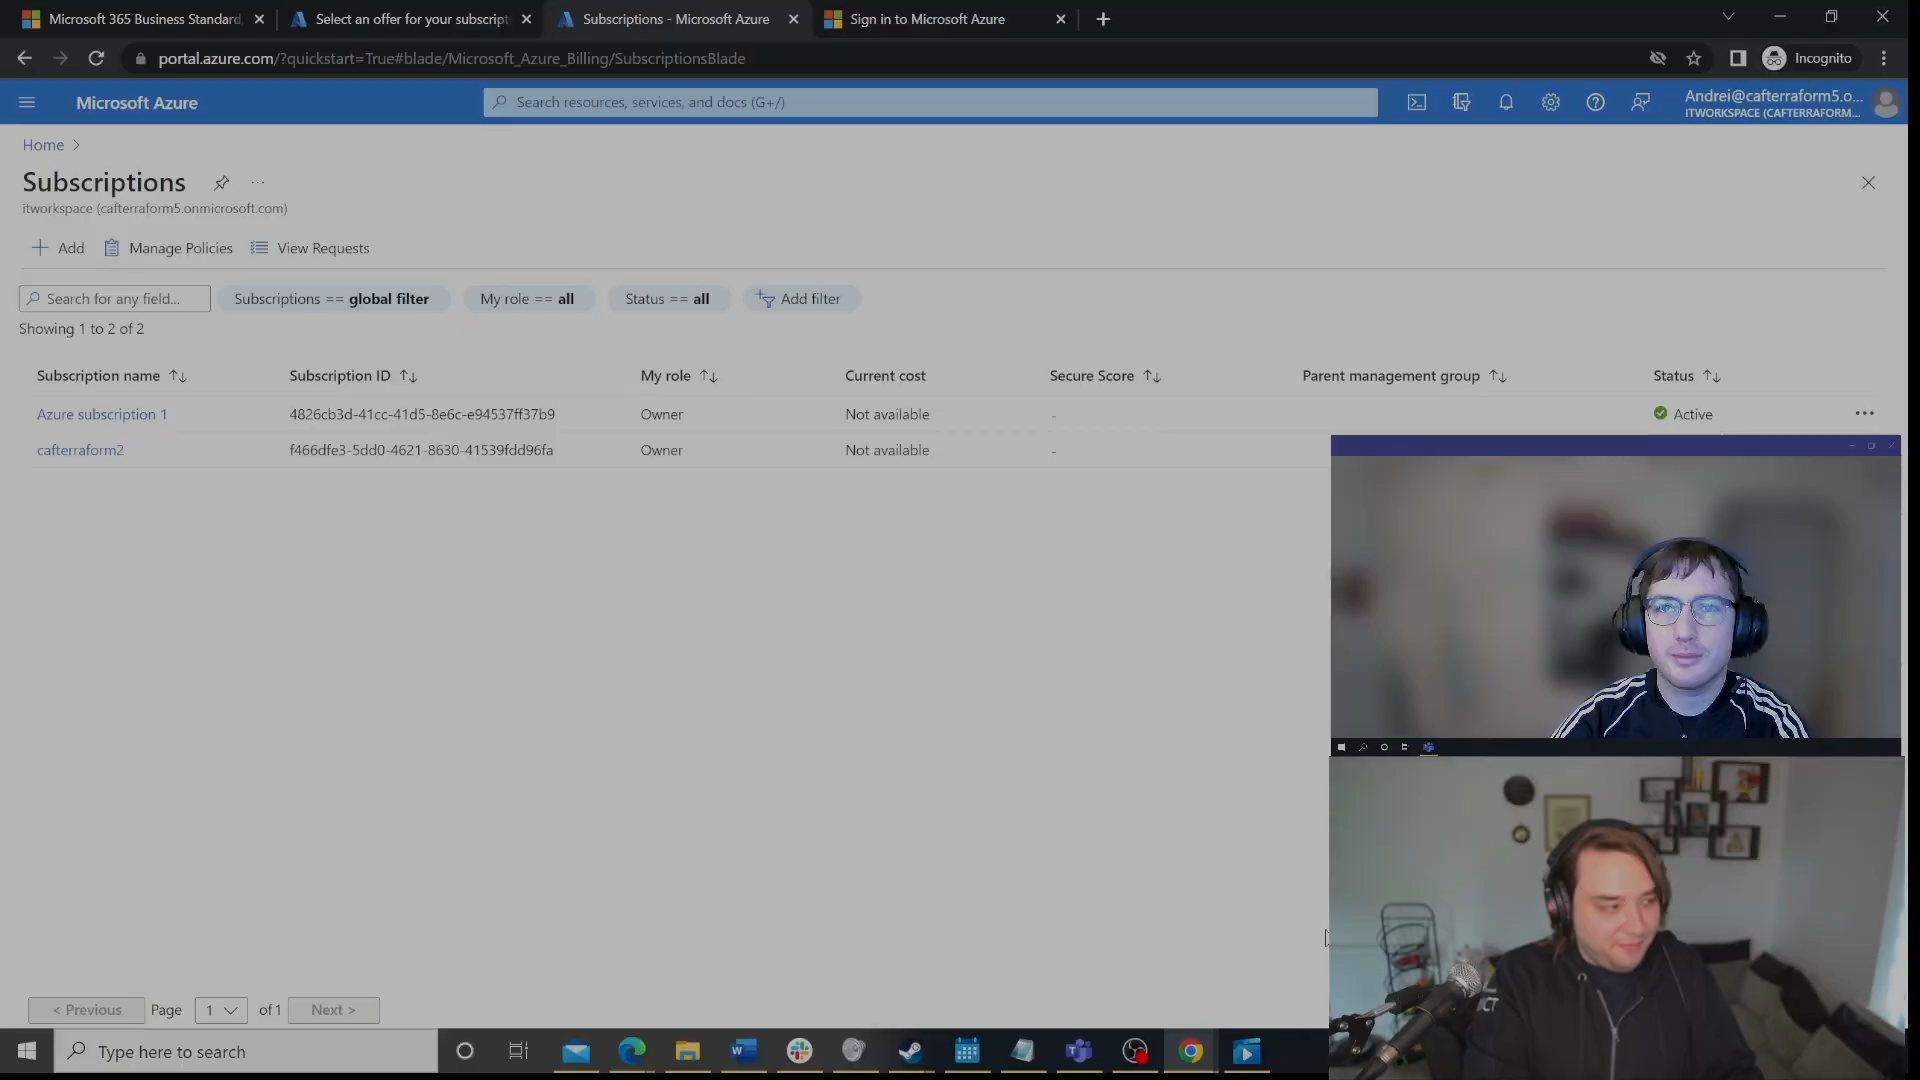 Microsoft 365 Business Standard,
Select an offer for your subscript
Subscriptions - Microsoft Azure
Sign in to Microsoft Azure
portal.azure.com/?quickstart=True#blade/Microsoft_Azure_Billing/SubscriptionsBlade
Incognito
Microsoft Azure
Search resources, services, and docs (G+/)
Andrei@cafterraform5.o...
ITWORKSPACE (CAFTERRAFORM...
Home >
Subscriptions
...
itworkspace (cafterraform5.onmicrosoft.com)
+ Add
Manage Policies
View Requests
Search for any field...
Subscriptions == global filter
My role == all
Status == all
Add filter
Showing 1 to 2 of 2
Subscription name ↑↓ Subscription ID ↑↓ My role ↑↓ Current cost Secure Score ↑↓ Parent management group ↑↓ Status ↑↓
Azure subscription 1 4826cb3d-41cc-41d5-8e6c-e94537ff37b9 Owner Not available - Active ...
cafterraform2 f466dfe3-5dd0-4621-8630-41539fdd96fa Owner Not available -
< Previous Page 1 of 1 Next >
Type here to search